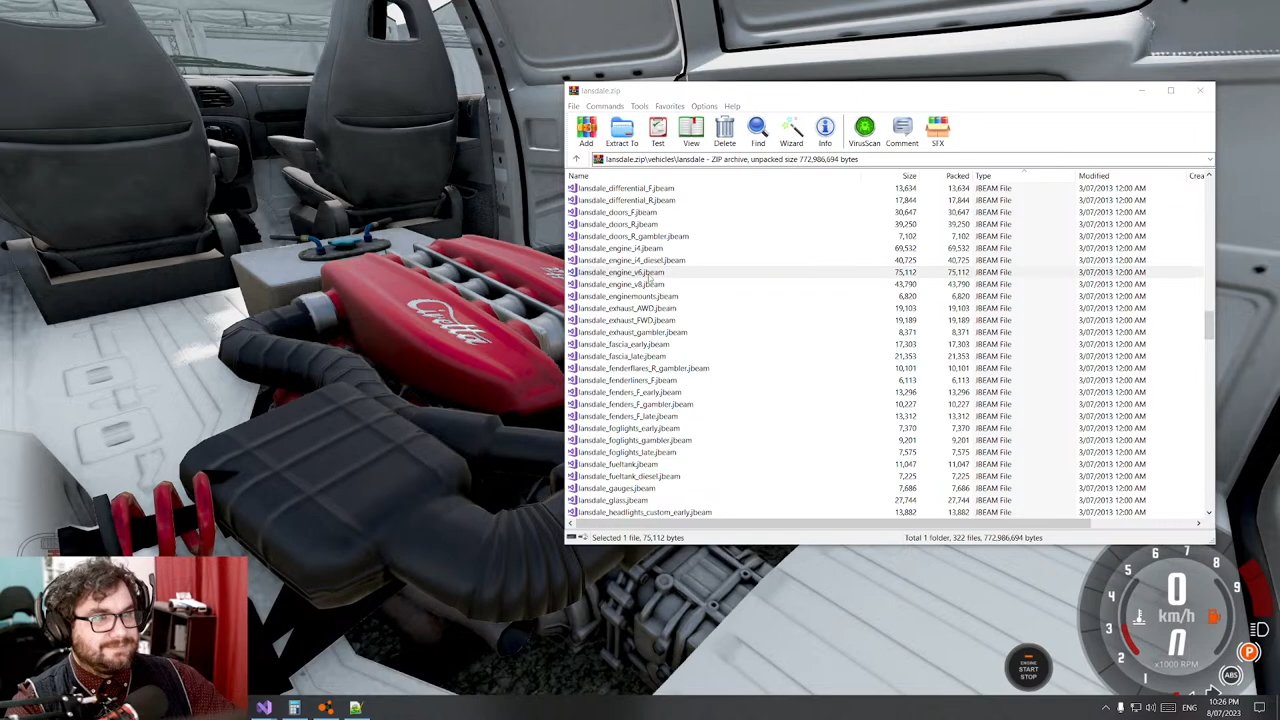 lansdale.zip
File Commands Tools Favorites Options Help
Add Extract To Test View Delete Find Wizard Info VirusScan Comment SFX
lansdale.zip\vehicles\lansdale - ZIP archive, unpacked size 772,986,694 bytes
Name Size Packed Type Modified Crea
lansdale_differential_F.jbeam 13,634 13,634 JBEAM File 3/07/2013 12:00 AM
lansdale_differential_R.jbeam 17,844 17,844 JBEAM File 3/07/2013 12:00 AM
lansdale_doors_F.jbeam 30,647 30,647 JBEAM File 3/07/2013 12:00 AM
lansdale_doors_R.jbeam 39,250 39,250 JBEAM File 3/07/2013 12:00 AM
lansdale_doors_R_gambler.jbeam 7,102 7,102 JBEAM File 3/07/2013 12:00 AM
lansdale_engine_i4.jbeam 69,532 69,532 JBEAM File 3/07/2013 12:00 AM
lansdale_engine_i4_diesel.jbeam 40,725 40,725 JBEAM File 3/07/2013 12:00 AM
lansdale_engine_v6.jbeam 75,112 75,112 JBEAM File 3/07/2013 12:00 AM
lansdale_engine_v8.jbeam 43,790 43,790 JBEAM File 3/07/2013 12:00 AM
lansdale_enginemounts.jbeam 6,820 6,820 JBEAM File 3/07/2013 12:00 AM
lansdale_exhaust_AWD.jbeam 19,103 19,103 JBEAM File 3/07/2013 12:00 AM
lansdale_exhaust_FWD.jbeam 19,189 19,189 JBEAM File 3/07/2013 12:00 AM
lansdale_exhaust_gambler.jbeam 8,371 8,371 JBEAM File 3/07/2013 12:00 AM
lansdale_fascia_early.jbeam 17,303 17,303 JBEAM File 3/07/2013 12:00 AM
lansdale_fascia_late.jbeam 21,353 21,353 JBEAM File 3/07/2013 12:00 AM
lansdale_fenderflares_R_gambler.jbeam 10,101 10,101 JBEAM File 3/07/2013 12:00 AM
lansdale_fenderliners_F.jbeam 6,113 6,113 JBEAM File 3/07/2013 12:00 AM
lansdale_fenders_F_early.jbeam 13,296 13,296 JBEAM File 3/07/2013 12:00 AM
lansdale_fenders_F_gambler.jbeam 10,227 10,227 JBEAM File 3/07/2013 12:00 AM
lansdale_fenders_F_late.jbeam 13,312 13,312 JBEAM File 3/07/2013 12:00 AM
lansdale_foglights_early.jbeam 7,370 7,370 JBEAM File 3/07/2013 12:00 AM
lansdale_foglights_gambler.jbeam 9,201 9,201 JBEAM File 3/07/2013 12:00 AM
lansdale_foglights_late.jbeam 7,575 7,575 JBEAM File 3/07/2013 12:00 AM
lansdale_fueltank.jbeam 11,047 11,047 JBEAM File 3/07/2013 12:00 AM
lansdale_fueltank_diesel.jbeam 7,225 7,225 JBEAM File 3/07/2013 12:00 AM
lansdale_gauges.jbeam 7,686 7,686 JBEAM File 3/07/2013 12:00 AM
lansdale_glass.jbeam 27,744 27,744 JBEAM File 3/07/2013 12:00 AM
lansdale_headlights_custom_early.jbeam 13,882 13,882 JBEAM File 3/07/2013 12:00 AM
Selected 1 file, 75,112 bytes Total 1 folder, 322 files, 772,986,694 bytes
Ciretta
1 2 3 4 5 6 7 8 9
0
km/h
n
x1000 RPM
P
ABS
ENGINE
START
STOP
ENG
10:26 PM
8/07/2023